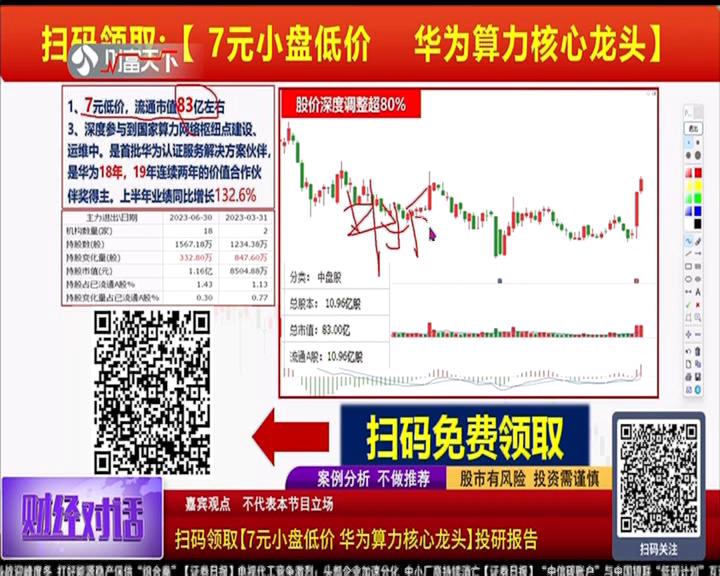 扫码领取:【7元小盘低价 华为算力核心龙头】
财富天下
1、7元低价，流通市值83亿左右
3、深度参与到国家算力网络枢纽点建设、
运维中。是首批华为认证服务解决方案伙伴，
是华为18年，19年连续两年的价值合作伙
伴奖得主。上半年业绩同比增长132.6%
主力进出\日期 2023-06-30 2023-03-31
机构数量(家) 18 2
持股数(股) 1567.18万 1234.38万
持股变化量(股) 332.80万 847.60万
持股市值(元) 1.16亿 8504.88万
持股占已流通A股% 1.43 1.13
持股变化量占已流通A股% 0.30 0.77
股价深度调整超80%
分类： 中盘股
总股本： 10.96亿股
总市值： 83.00亿
流通A股： 10.96亿股
扫码免费领取
案例分析 不做推荐
股市有风险 投资需谨慎
财经对话
嘉宾观点 不代表本节目立场
扫码领取【7元小盘低价 华为算力核心龙头】投研报告
扫码关注